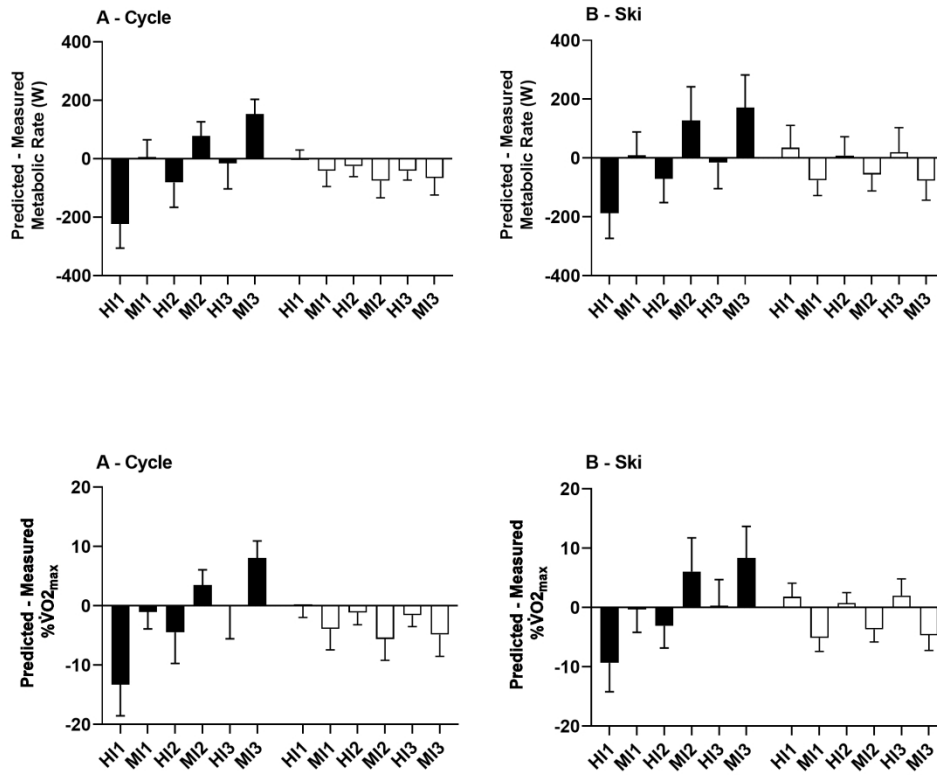 A - Cycle
Predicted - Measured
Metabolic Rate (W)
400
200
0
-200
-400
HI1 MI1 HI2 MI2 HI3 MI3 HI1 MI1 HI2 MI2 HI3 MI3
B - Ski
Predicted - Measured
Metabolic Rate (W)
400
200
0
-200
-400
HI1 MI1 HI2 MI2 HI3 MI3 HI1 MI1 HI2 MI2 HI3 MI3
A - Cycle
Predicted - Measured
%V̇O2max
20
10
0
-10
-20
HI1 MI1 HI2 MI2 HI3 MI3 HI1 MI1 HI2 MI2 HI3 MI3
B - Ski
Predicted - Measured
%V̇O2max
20
10
0
-10
-20
HI1 MI1 HI2 MI2 HI3 MI3 HI1 MI1 HI2 MI2 HI3 MI3